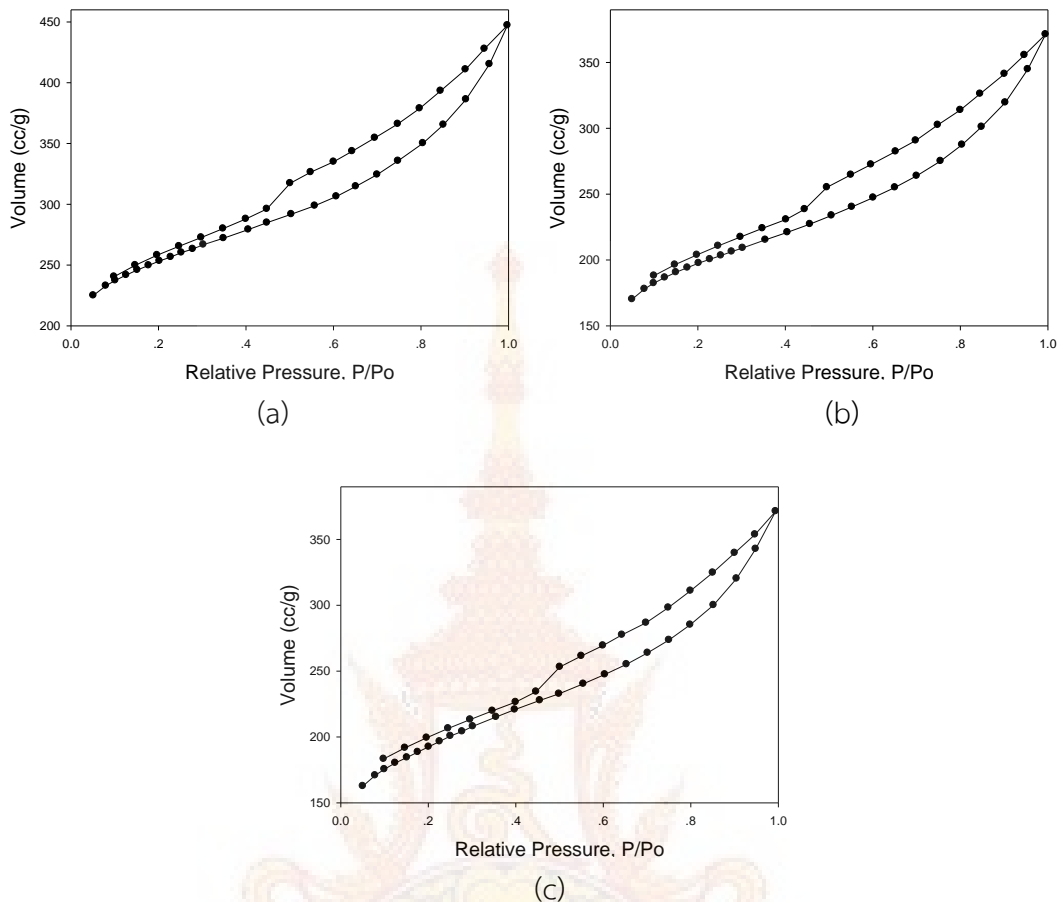 450
400
350
300
250
200
Volume (cc/g)
0.0 .2 .4 .6 .8 1.0
Relative Pressure, P/Po
(a)
350
300
250
200
150
Volume (cc/g)
0.0 .2 .4 .6 .8 1.0
Relative Pressure, P/Po
(b)
350
300
250
200
150
Volume (cc/g)
0.0 .2 .4 .6 .8 1.0
Relative Pressure, P/Po
(c)